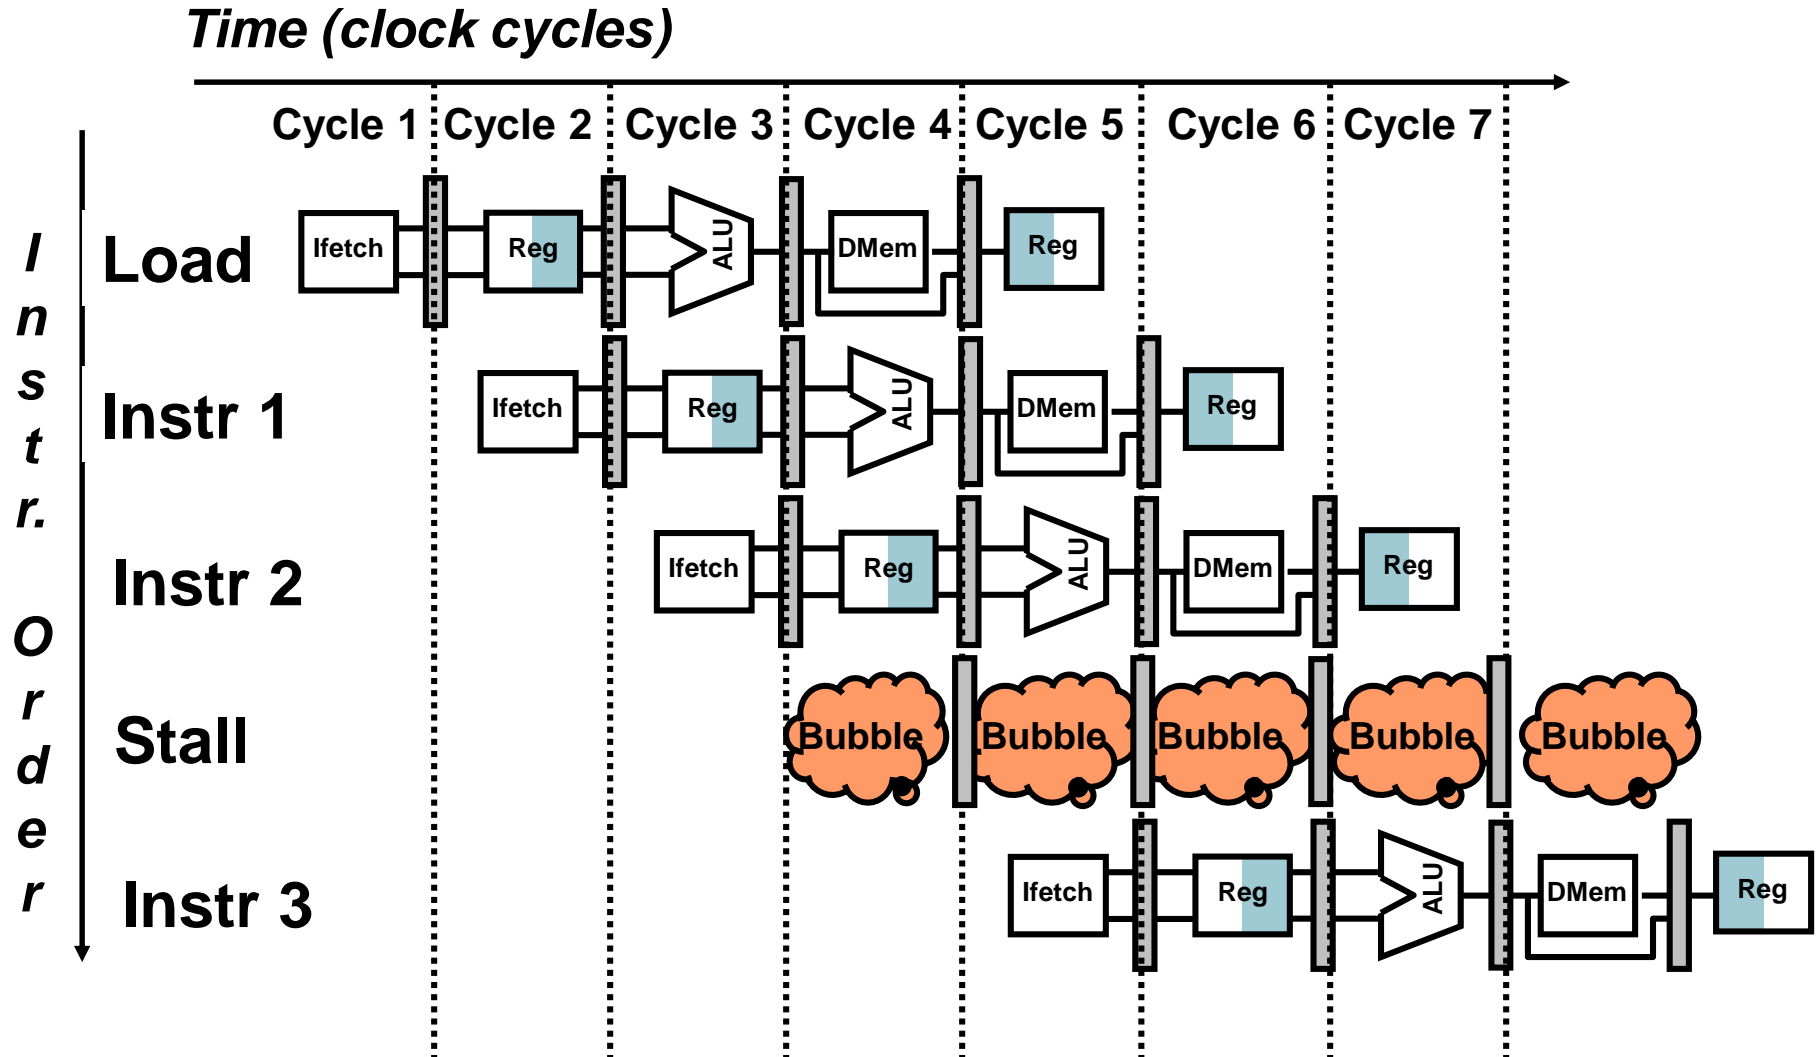 Time (clock cycles)
Cycle 1 Cycle 2 Cycle 3 Cycle 4 Cycle 5 Cycle 6 Cycle 7
Instr. Order
Load Ifetch Reg ALU DMem Reg
Instr 1 Ifetch Reg ALU DMem Reg
Instr 2 Ifetch Reg ALU DMem Reg
Stall Bubble Bubble Bubble Bubble Bubble
Instr 3 Ifetch Reg ALU DMem Reg